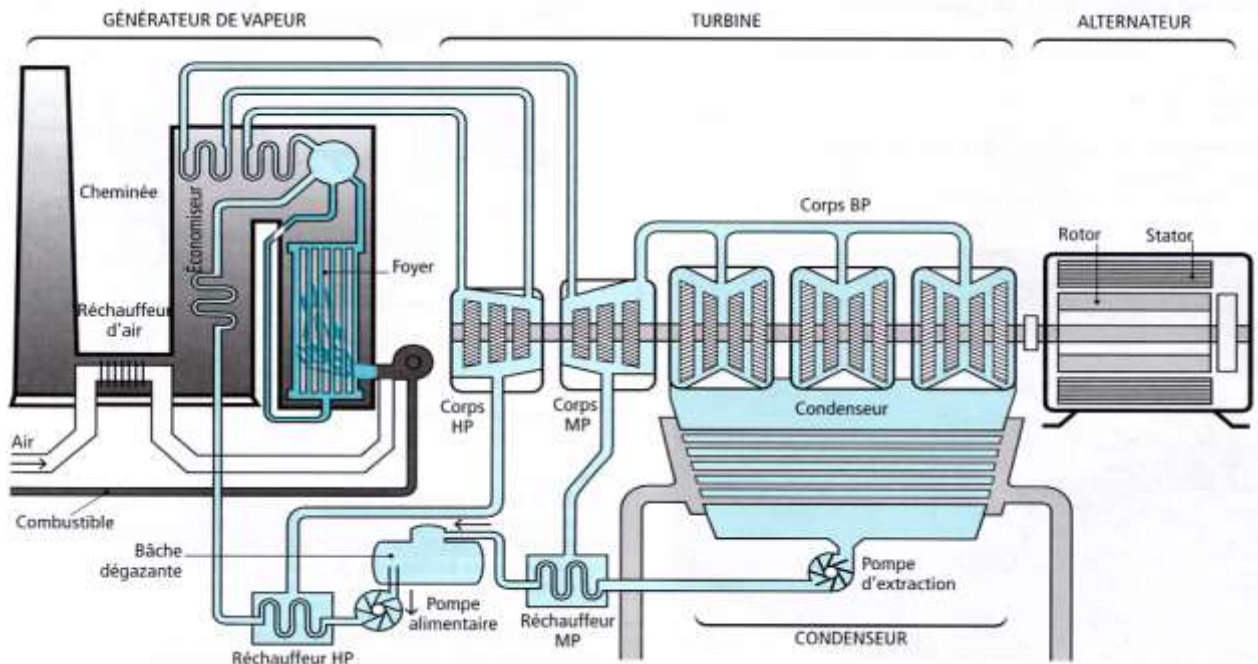 GÉNÉRATEUR DE VAPEUR
TURBINE
ALTERNATEUR
Cheminée
Économiseur
Réchauffeur
d'air
Foyer
Air
Combustible
Corps
HP
Corps
MP
Corps BP
Rotor
Stator
Condenseur
Bâche
dégazante
Pompe
alimentaire
Réchauffeur HP
Réchauffeur
MP
Pompe
d'extraction
CONDENSEUR